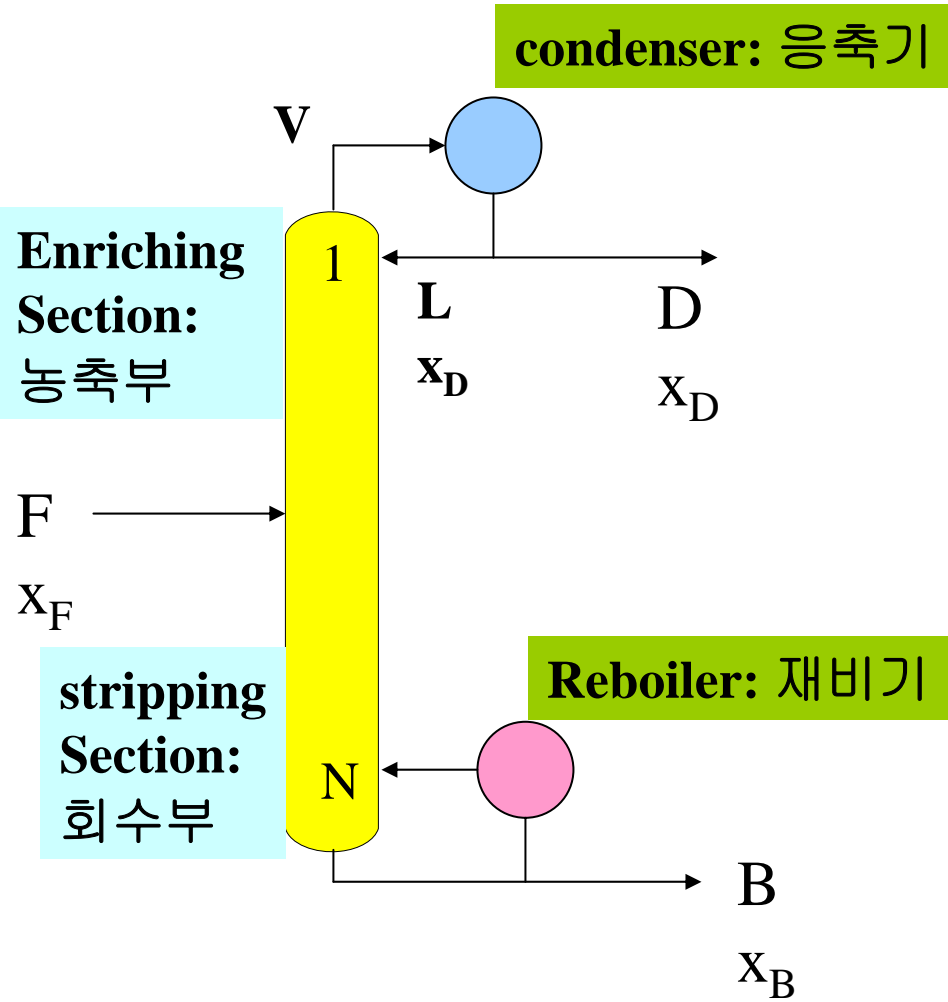 condenser: 응축기
V
Enriching
Section:
농축부
1
L
x_D
D
x_D
F
x_F
stripping
Section:
회수부
Reboiler: 재비기
N
B
x_B